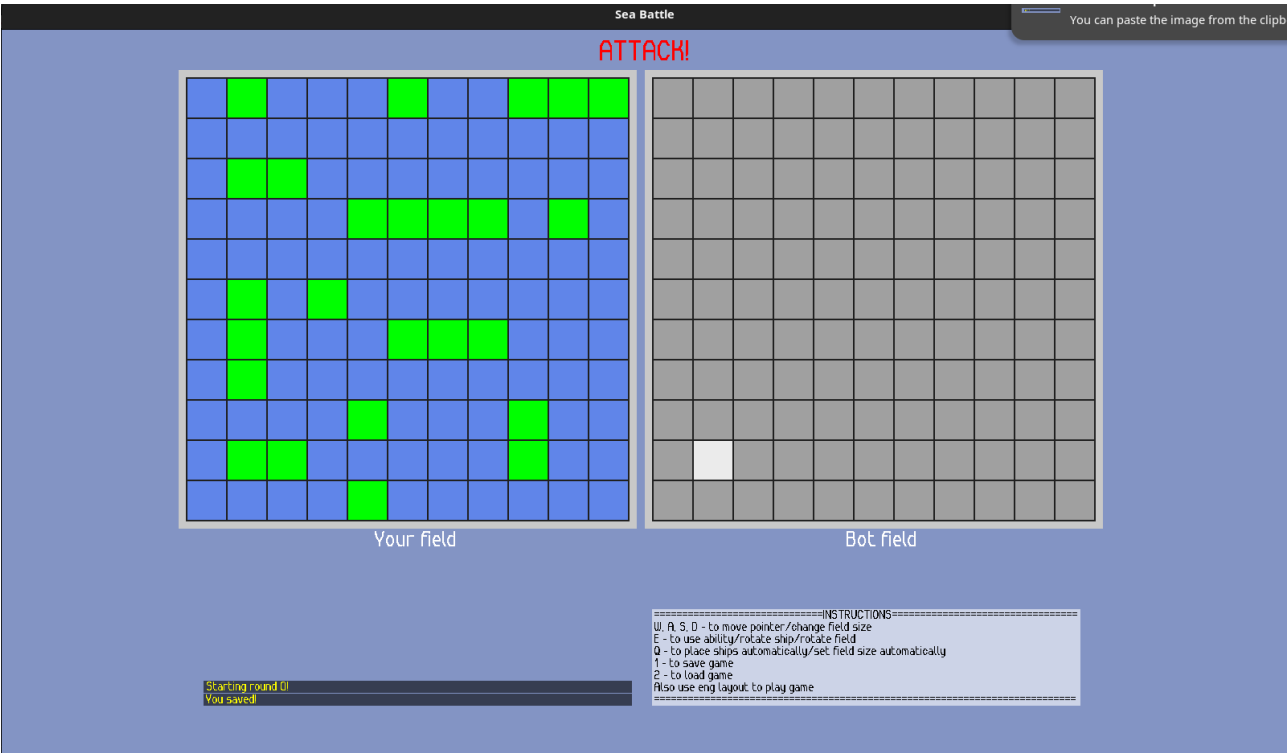 Sea Battle
You can paste the image from the clipb
ATTACK!
Your field
Bot field
=============================INSTRUCTIONS================================
W, A, S, D - to move pointer/change field size
E - to use ability/rotate ship/rotate field
Q - to place ships automatically/set field size automatically
1 - to save game
2 - to load game
Also use eng layout to play game
=========================================================================
Starting round 0!
You saved!